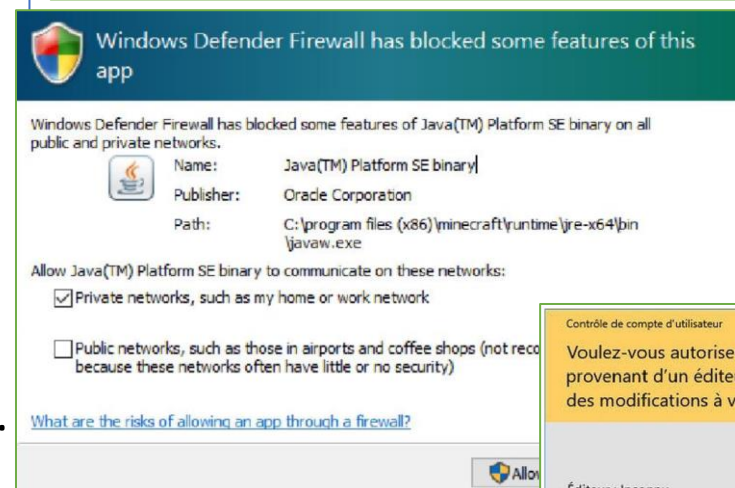 Windows Defender Firewall has blocked some features of this
app
Windows Defender Firewall has blocked some features of Java(TM) Platform SE binary on all
public and private networks.
Name: Java(TM) Platform SE binary
Publisher: Oracle Corporation
Path: C:\program files (x86)\minecraft\runtime\jre-x64\bin
\javaw.exe
Allow Java(TM) Platform SE binary to communicate on these networks:
Private networks, such as my home or work network
Public networks, such as those in airports and coffee shops (not reco
because these networks often have little or no security)
What are the risks of allowing an app through a firewall?
Allow
Contrôle de compte d'utilisateur
Voulez-vous autorise
provenant d'un éditeu
des modifications à v